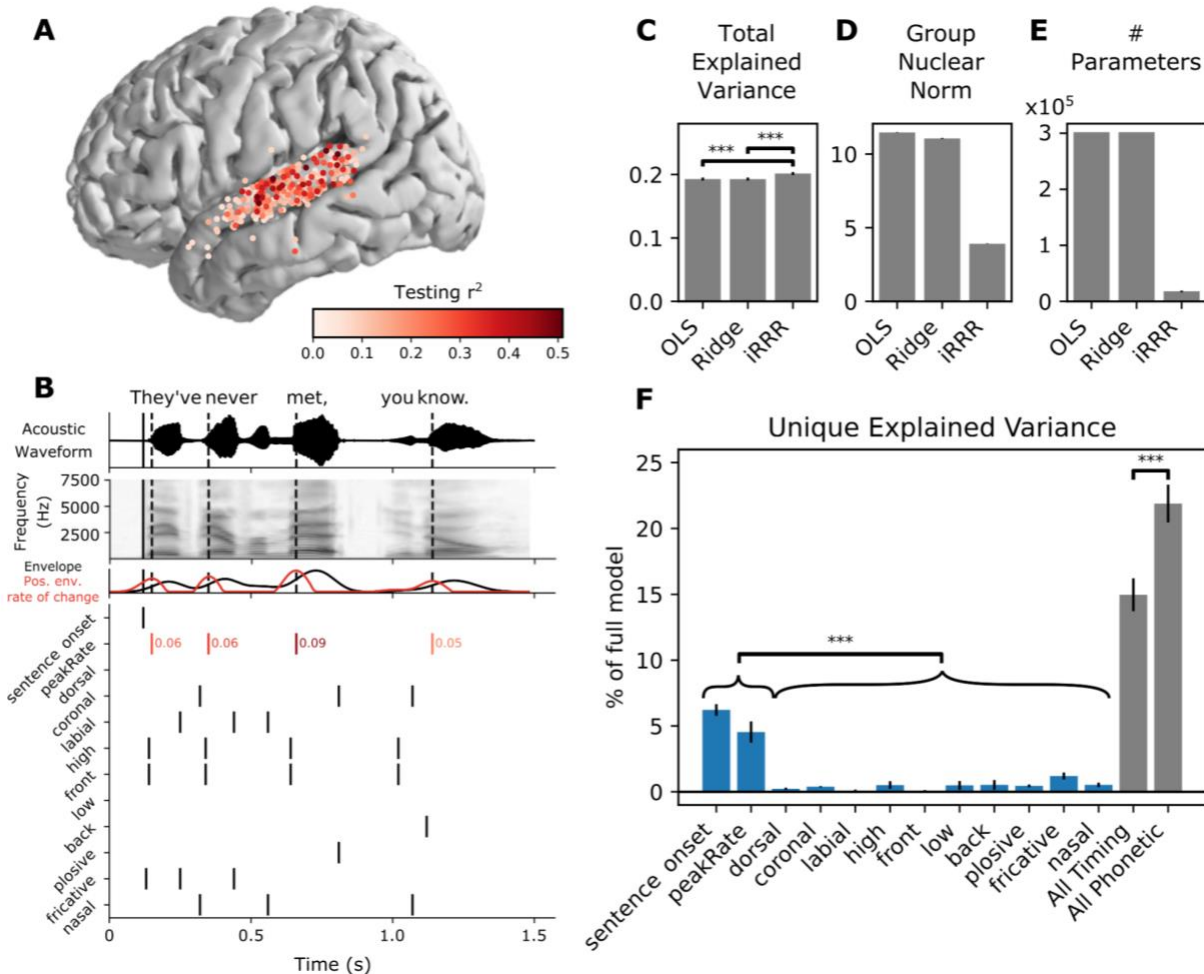 A
Testing r²
0.0 0.1 0.2 0.3 0.4 0.5
B
They've never met, you know.
Acoustic
Waveform
Frequency
(Hz)
7500
5000
2500
Envelope
Pos. env.
rate of change
sentence onset
peakRate
0.06 0.06 0.09 0.05
dorsal
coronal
labial
high
front
low
back
plosive
fricative
nasal
0 0.5 1.0 1.5
Time (s)
C
Total
Explained
Variance
*** ***
0.2
0.0
OLS Ridge iRRR
D
Group
Nuclear
Norm
10
5
0
OLS Ridge iRRR
E
#
Parameters
x10⁵
3
1
0
OLS Ridge iRRR
F
Unique Explained Variance
% of full model
25
20
15
10
5
0
***
***
sentence onset
peakRate
dorsal
coronal
labial
high
front
low
back
plosive
fricative
nasal
All Timing
All Phonetic